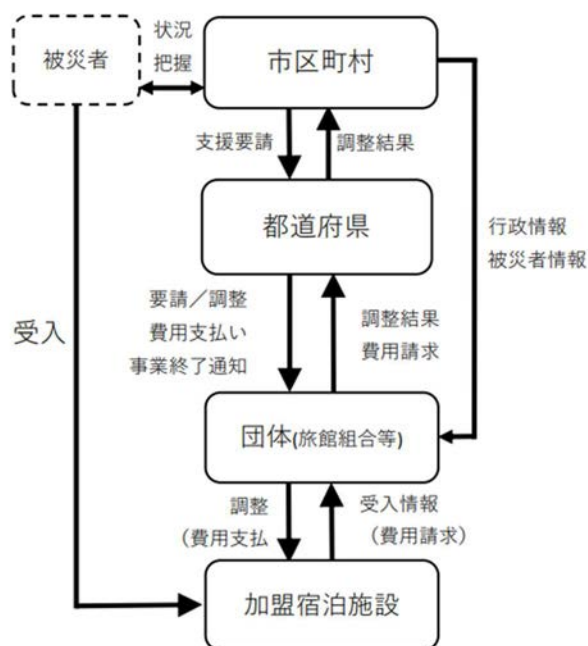 被災者
状況
把握
市区町村
支援要請
調整結果
都道府県
行政情報
被災者情報
要請／調整
費用支払い
事業終了通知
調整結果
費用請求
受入
団体(旅館組合等)
調整
（費用支払
受入情報
（費用請求）
加盟宿泊施設